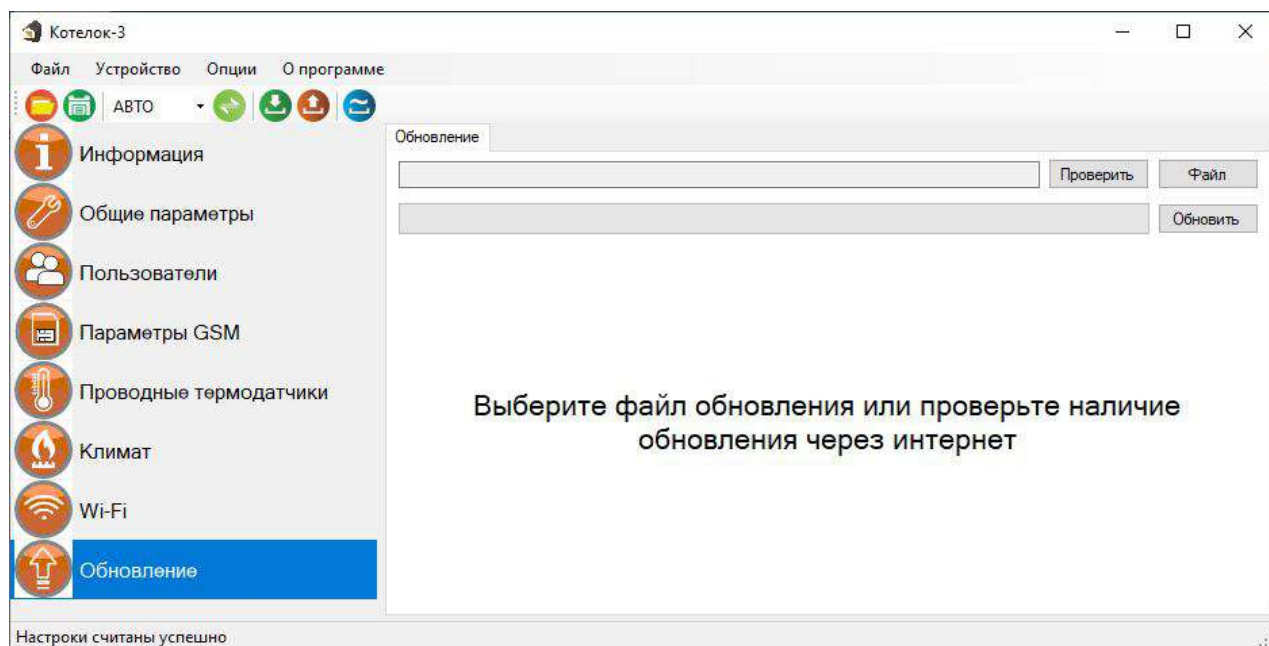 Котелок-3
Файл Устройство Опции О программе
АВТО
Информация
Общие параметры
Пользователи
Параметры GSM
Проводные термодатчики
Климат
Wi-Fi
Обновление
Обновление
Проверить Файл
Обновить
Выберите файл обновления или проверьте наличие
обновления через интернет
Настроки считаны успешно